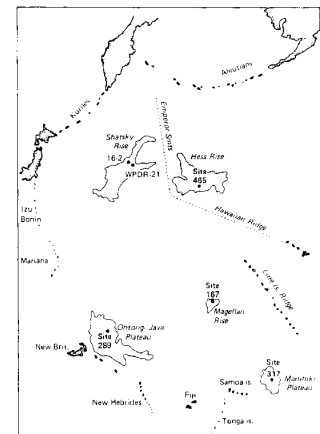 Aleutians
Kuriles
Emperor Smts
Shatsky
Rise
16-2
WPDR-21
Hess Rise
Site
465
Izu
Bonin
Hawaiian Ridge
Mariana
Line Is. Ridge
Site
167
Magellan
Rise
Ontong-Java
Plateau
Site
289
New Brit.
Site
317
Manihiki
Plateau
Samoa is.
New Hebrides
Fiji
Tonga is.